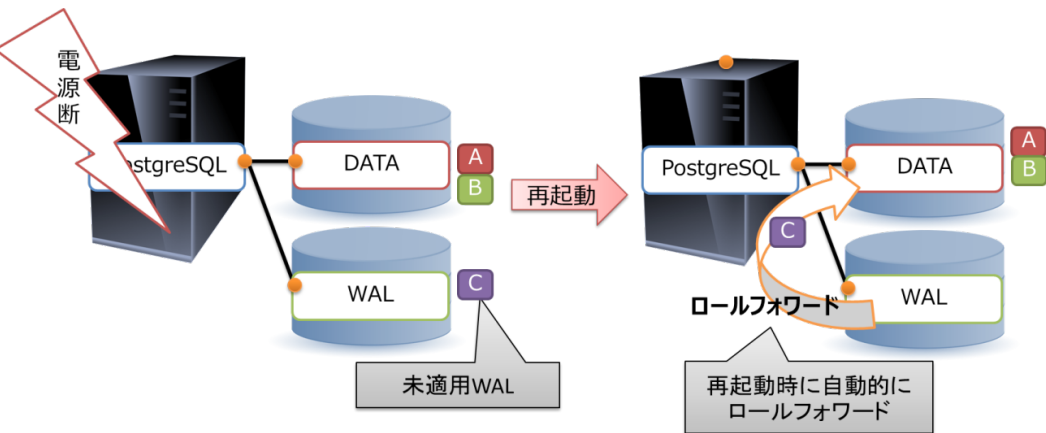 電
源
断
PostgreSQL
DATA
A
B
WAL
C
未適用WAL
再起動
PostgreSQL
DATA
A
B
C
WAL
ロールフォワード
再起動時に自動的に
ロールフォワード